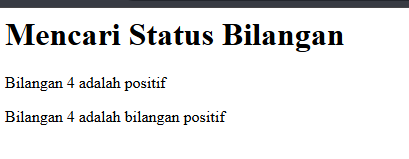 Mencari Status Bilangan
Bilangan 4 adalah positif
Bilangan 4 adalah bilangan positif